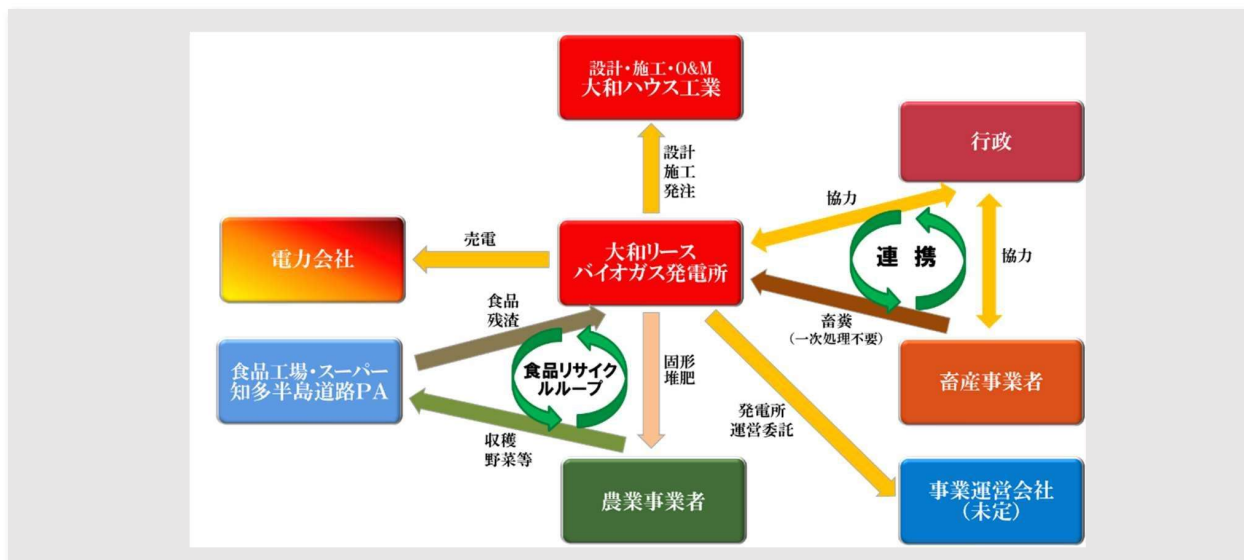 設計・施工・O&M
大和ハウス工業
設計
施工
発注
行政
協力
連携
協力
売電
電力会社
大和リース
バイオガス発電所
食品
残渣
畜糞
(一次処理不要)
食品工場・スーパー
知多半島道路PA
食品リサイク
ルループ
固形
堆肥
畜産事業者
発電所
運営委託
収穫
野菜等
農業事業者
事業運営会社
(未定)